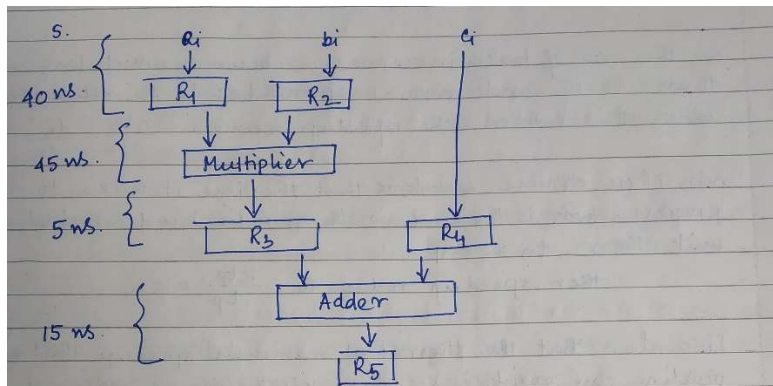 5.
ai bi Ci
40 ns. R1 R2
45 ns. Multiplier
5 ns. R3 R4
Adder
15 ns.
R5